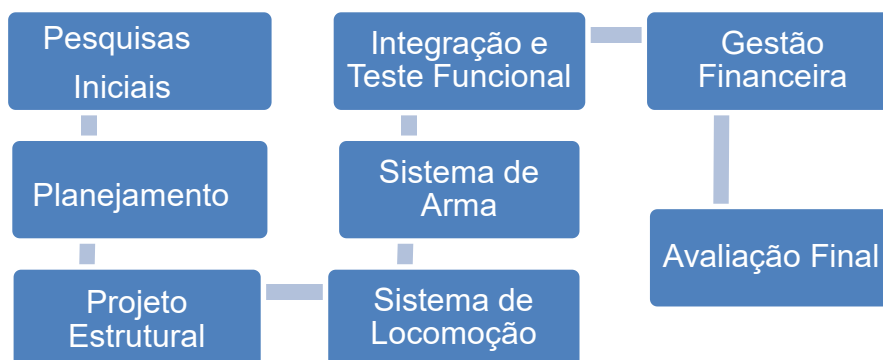 Pesquisas
Iniciais
Planejamento
Projeto
Estrutural
Sistema de
Locomoção
Sistema de
Arma
Integração e
Teste Funcional
Gestão
Financeira
Avaliação Final